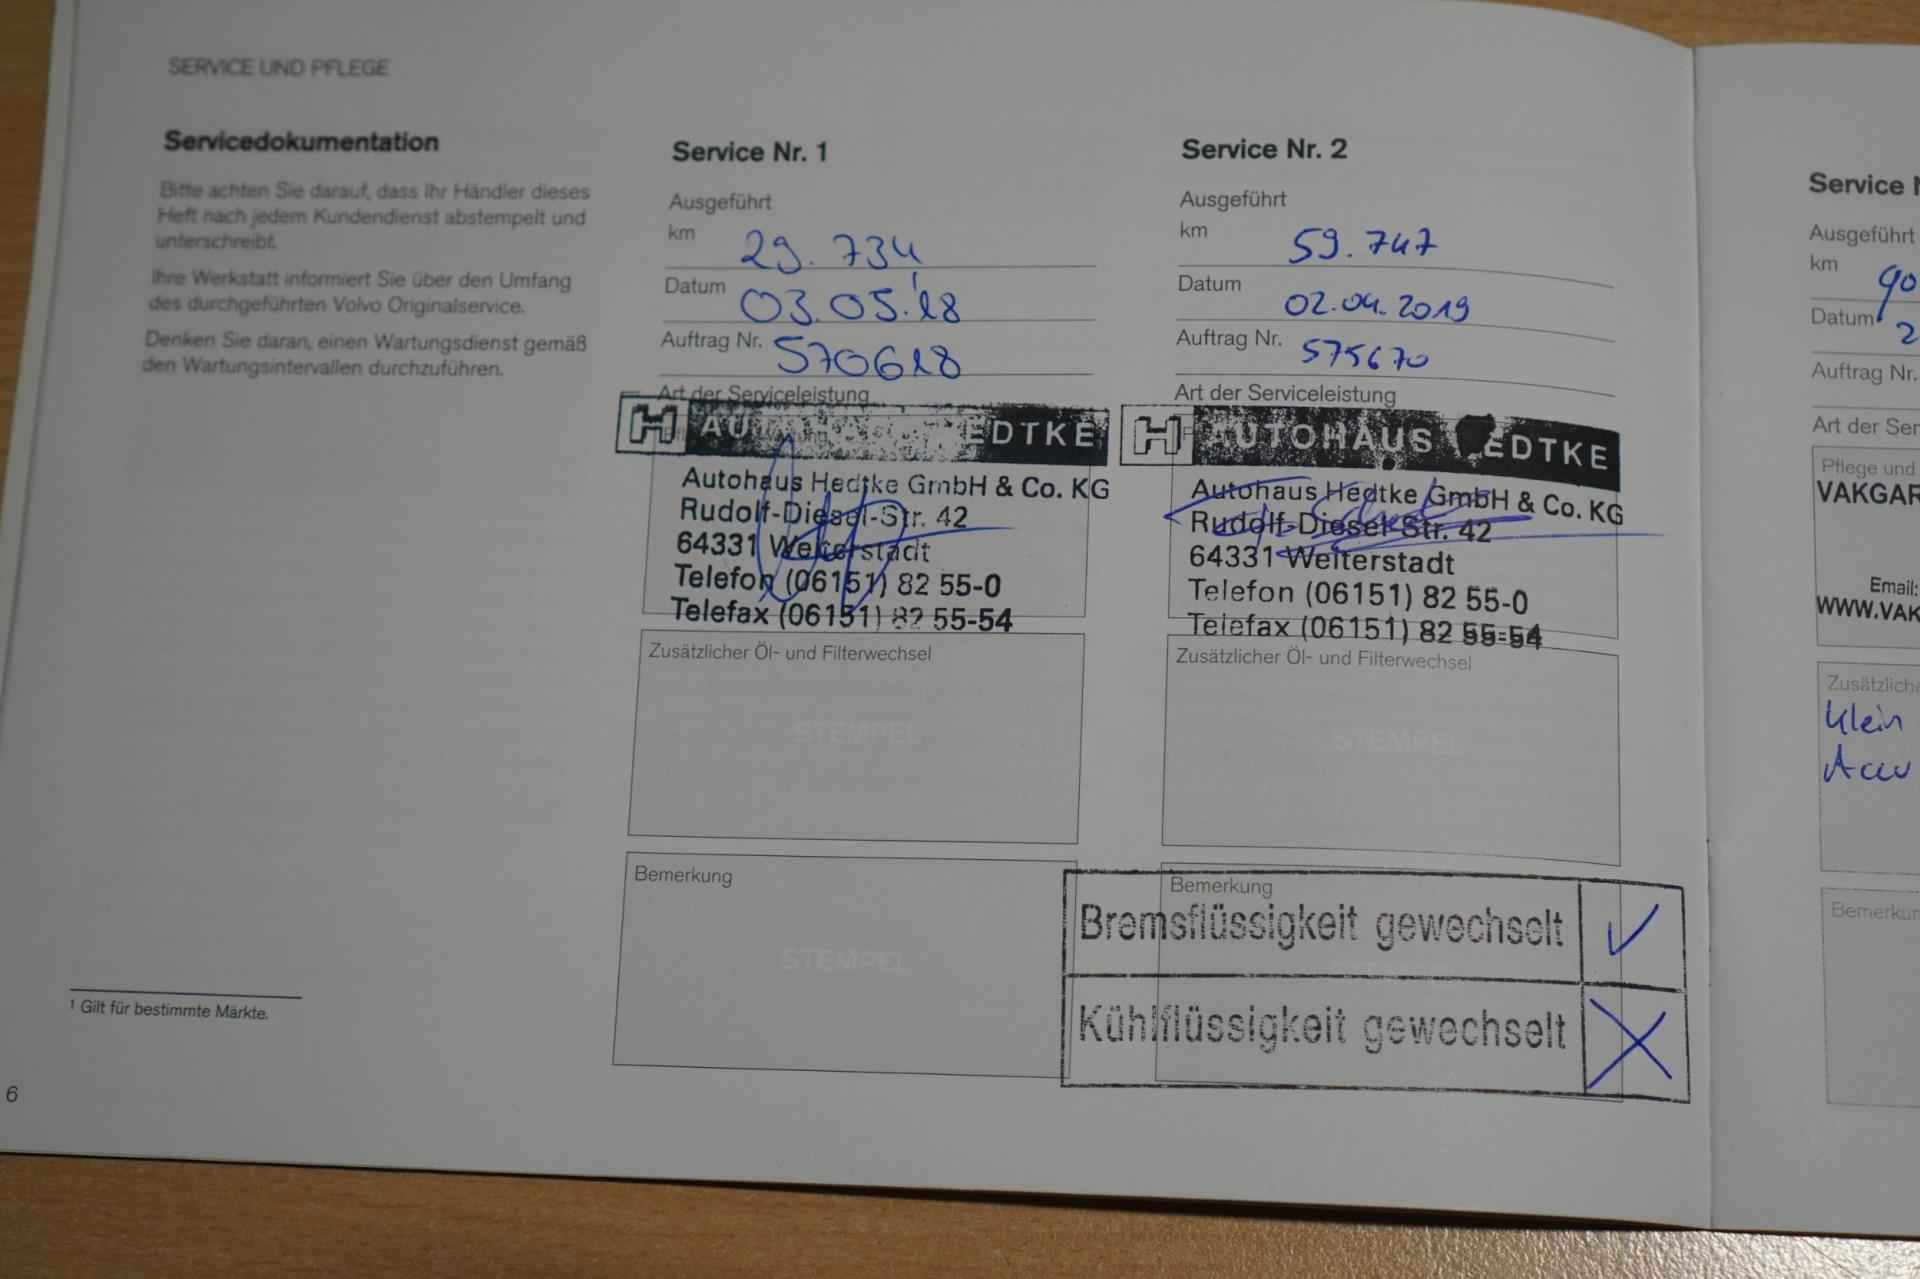 SERVICE UND PFLEGE
Servicedokumentation
Bitte achten Sie darauf, dass Ihr Händler dieses
Heft nach jedem Kundendienst abstempelt und
unterschreibt.
Ihre Werkstatt informiert Sie über den Umfang
des durchgeführten Volvo Originalservice.
Denken Sie daran, einen Wartungsdienst gemäß
den Wartungsintervallen durchzuführen.
1 Gilt für bestimmte Märkte.
6
Service Nr. 1
Ausgeführt
km 29.734
Datum 03.05.18
Auftrag Nr. 570618
Art der Serviceleistung
H AUTOHAUS HEDTKE
Autohaus Hedtke GmbH & Co. KG
Rudolf-Diesel-Str. 42
64331 Weiterstadt
Telefon (06151) 82 55-0
Telefax (06151) 82 55-54
Zusätzlicher Öl- und Filterwechsel
STEMPEL
Bemerkung
STEMPEL
Service Nr. 2
Ausgeführt
km 59.747
Datum 02.04.2019
Auftrag Nr. 575670
Art der Serviceleistung
H AUTOHAUS HEDTKE
Autohaus Hedtke GmbH & Co. KG
Rudolf-Diesel-Str. 42
64331 Weiterstadt
Telefon (06151) 82 55-0
Telefax (06151) 82 55-54
Zusätzlicher Öl- und Filterwechsel
STEMPEL
Bemerkung
Bremsflüssigkeit gewechselt
Kühlflüssigkeit gewechselt
Service N
Ausgeführt
km 90
Datum 2
Auftrag Nr.
Art der Ser
Pflege und
VAKGAR
Email:
WWW.VAK
Zusätzliche
Klein
Bemerkun